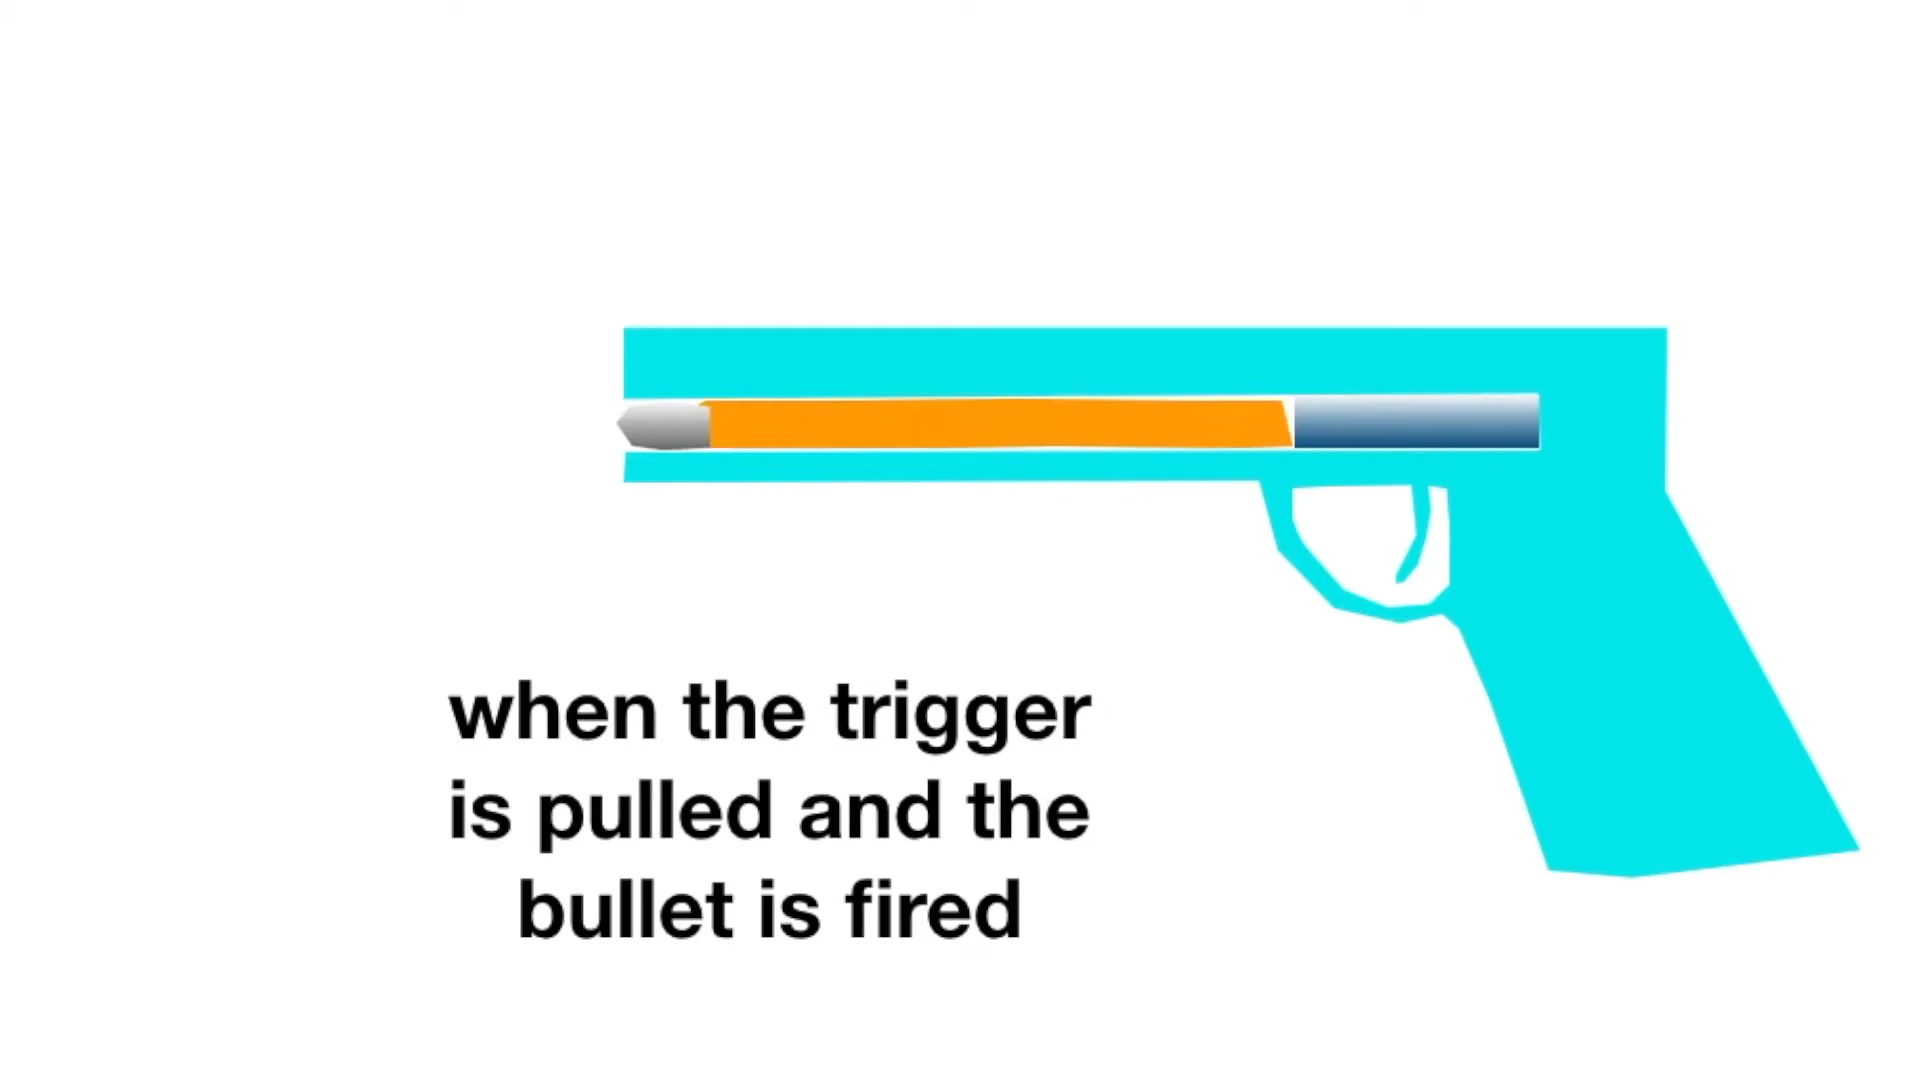 when the trigger
is pulled and the
bullet is fired